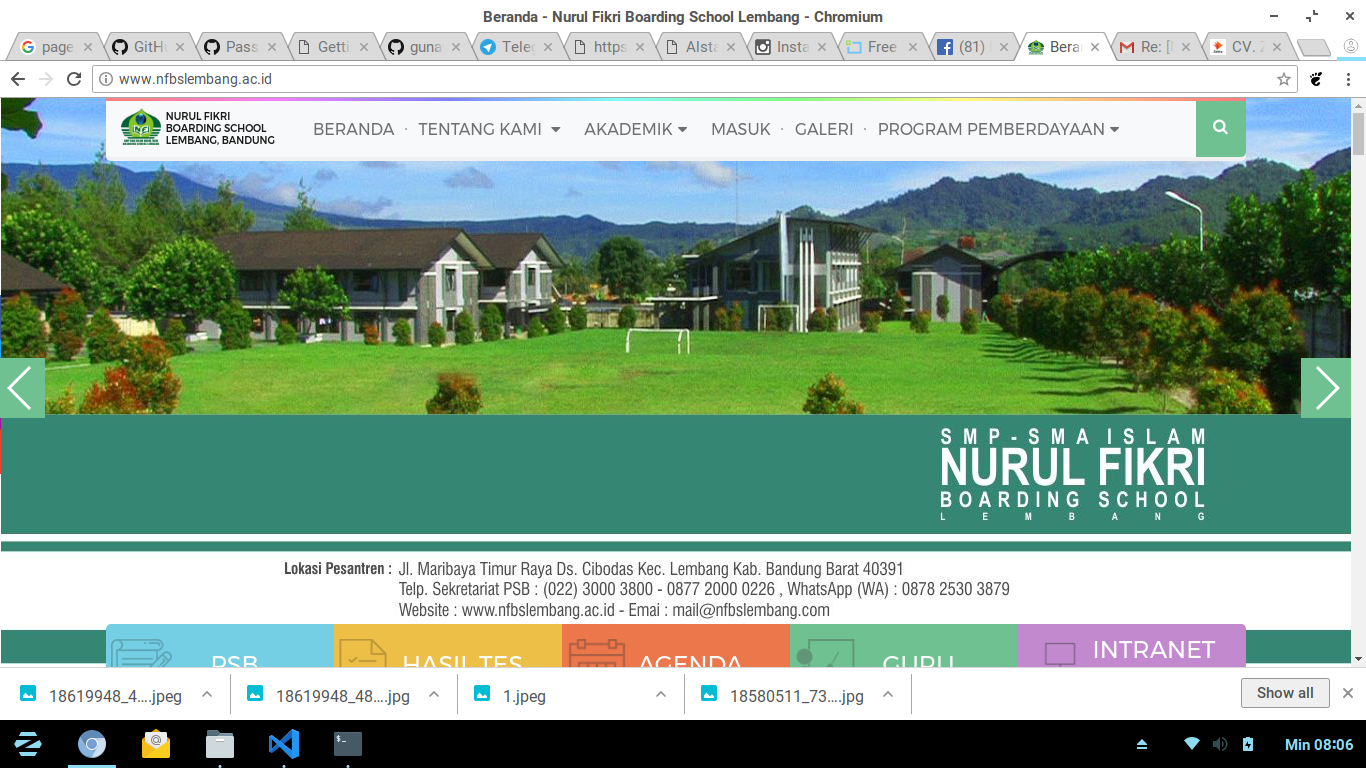 Beranda - Nurul Fikri Boarding School Lembang - Chromium
page
GitH
Pass
Getti
guna
Teleg
https
AIsta
Insta
Free
(81)
Bera
Re: [
CV.
www.nfbslembang.ac.id
NURUL FIKRI
BOARDING SCHOOL
LEMBANG, BANDUNG
BERANDA · TENTANG KAMI AKADEMIK MASUK · GALERI · PROGRAM PEMBERDAYAAN
SMP-SMA ISLAM
NURUL FIKRI
BOARDING SCHOOL
LEMBANG
Lokasi Pesantren : Jl. Maribaya Timur Raya Ds. Cibodas Kec. Lembang Kab. Bandung Barat 40391
Telp. Sekretariat PSB : (022) 3000 3800 - 0877 2000 0226 , WhatsApp (WA) : 0878 2530 3879
Website : www.nfbslembang.ac.id - Emai : mail@nfbslembang.com
PSB
HASIL TES
AGENDA
GURU
INTRANET
18619948_4....jpeg
18619948_48....jpg
1.jpeg
18580511_73....jpg
Show all
Min 08:06